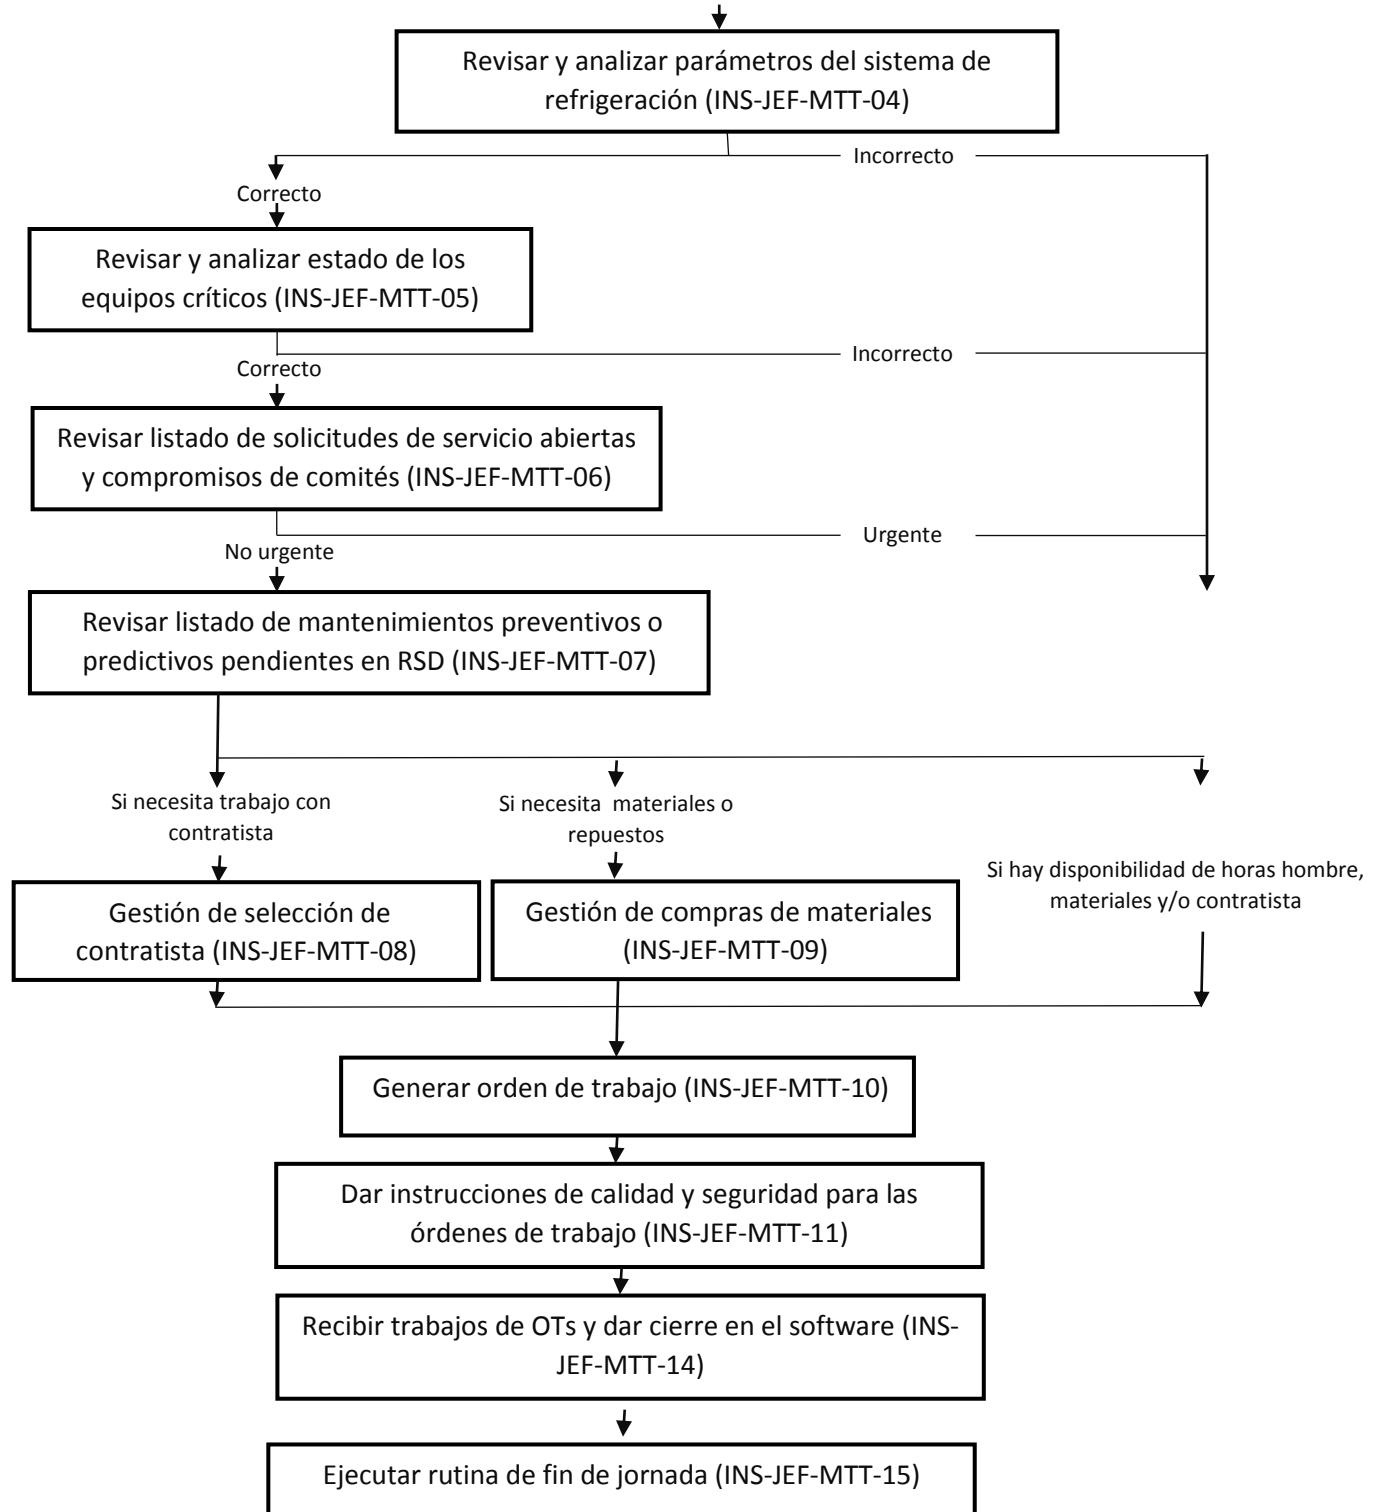 Revisar y analizar parámetros del sistema de
refrigeración (INS-JEF-MTT-04)
Incorrecto
Correcto
Revisar y analizar estado de los
equipos críticos (INS-JEF-MTT-05)
Incorrecto
Correcto
Revisar listado de solicitudes de servicio abiertas
y compromisos de comités (INS-JEF-MTT-06)
Urgente
No urgente
Revisar listado de mantenimientos preventivos o
predictivos pendientes en RSD (INS-JEF-MTT-07)
Si necesita trabajo con
contratista
Si necesita materiales o
repuestos
Si hay disponibilidad de horas hombre,
materiales y/o contratista
Gestión de selección de
contratista (INS-JEF-MTT-08)
Gestión de compras de materiales
(INS-JEF-MTT-09)
Generar orden de trabajo (INS-JEF-MTT-10)
Dar instrucciones de calidad y seguridad para las
órdenes de trabajo (INS-JEF-MTT-11)
Recibir trabajos de OTs y dar cierre en el software (INS-
JEF-MTT-14)
Ejecutar rutina de fin de jornada (INS-JEF-MTT-15)